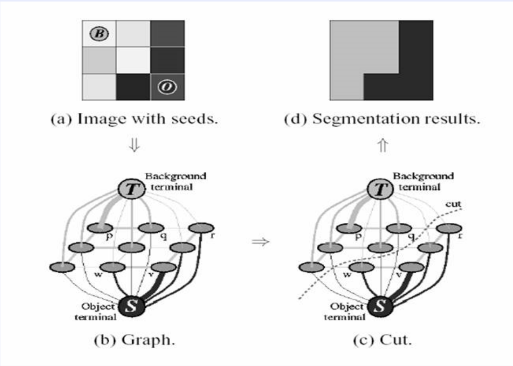 B
O
(a) Image with seeds.
(d) Segmentation results.
⇓
⇑
Background
terminal
T
p
q
r
w
v
S
Object
terminal
(b) Graph.
⇒
Background
terminal
T
cut
p
q
r
w
v
S
Object
terminal
(c) Cut.